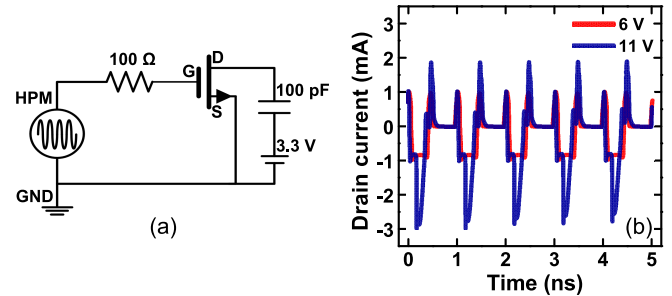 100 Ω
D
G
S
100 pF
HPM
3.3 V
GND
(a)
6 V
11 V
Drain current (mA)
3
2
1
0
-1
-2
-3
0 1 2 3 4 5
Time (ns)
(b)